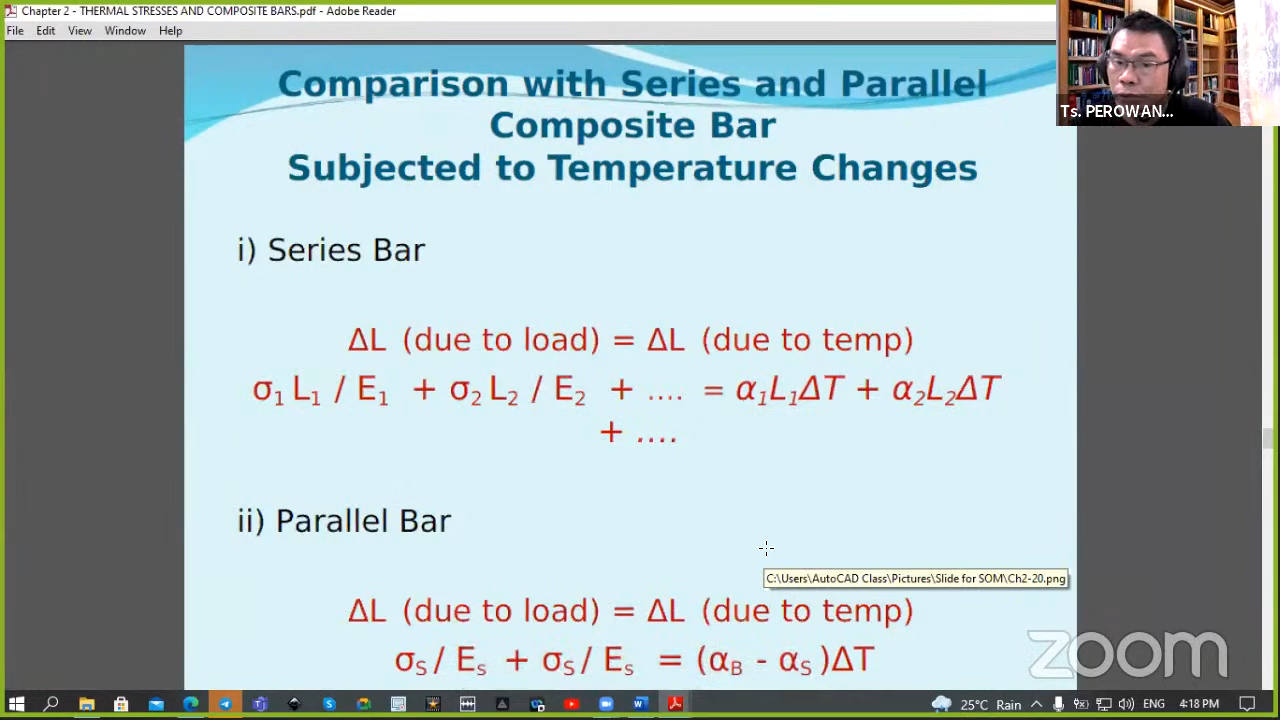 Chapter 2 - THERMAL STRESSES AND COMPOSITE BARS.pdf - Adobe Reader
File Edit View Window Help
Ts. PEROWAN...
Comparison with Series and Parallel
Composite Bar
Subjected to Temperature Changes
i) Series Bar
ΔL (due to load) = ΔL (due to temp)
σ₁ L₁ / E₁ + σ₂ L₂ / E₂ + .... = α₁L₁ΔT + α₂L₂ΔT
+ ....
ii) Parallel Bar
C:\Users\AutoCAD Class\Pictures\Slide for SOM\Ch2-20.png
ΔL (due to load) = ΔL (due to temp)
σS / Es + σS / Es = (αB - αS )ΔT
zoom
25°C Rain ENG 4:18 PM